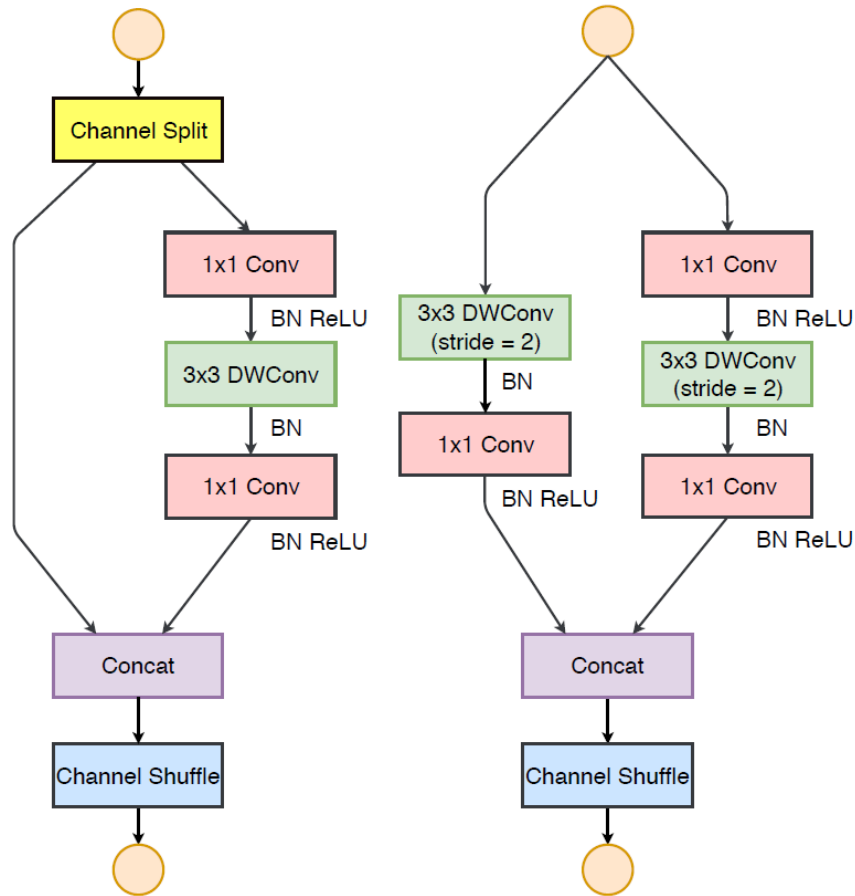 Channel Split
1x1 Conv
BN ReLU
3x3 DWConv
BN
1x1 Conv
BN ReLU
Concat
Channel Shuffle
3x3 DWConv
(stride = 2)
BN
1x1 Conv
BN ReLU
1x1 Conv
BN ReLU
3x3 DWConv
(stride = 2)
BN
1x1 Conv
BN ReLU
Concat
Channel Shuffle